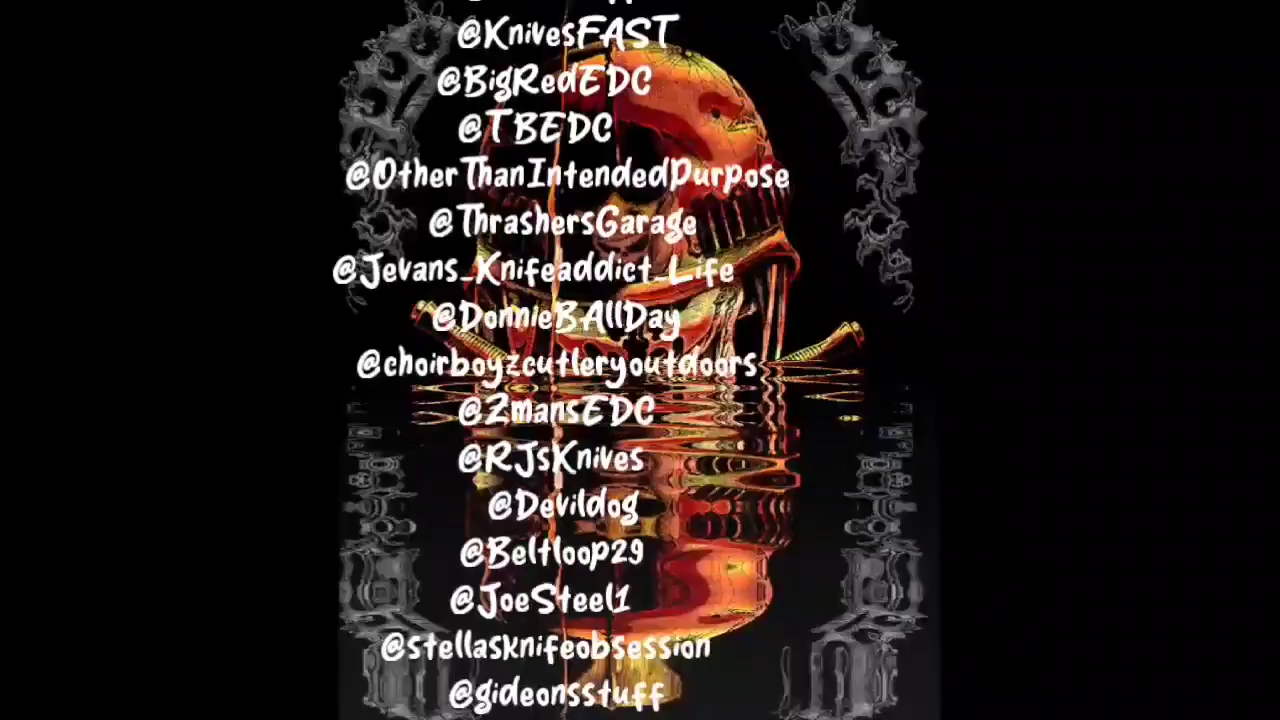 @KnivesFAST
@BigRedEDC
@TBEDC
@OtherThanIntendedPurpose
@ThrashersGarage
@Jevans_Knifeaddict_Life
@DonnieBAllDay
@choirboyzcutleryoutdoors
@ZmansEDC
@RJsKnives
@Devildog
@Beltloop29
@JoeSteel1
@stellasknifeobsession
@gideonsstuff